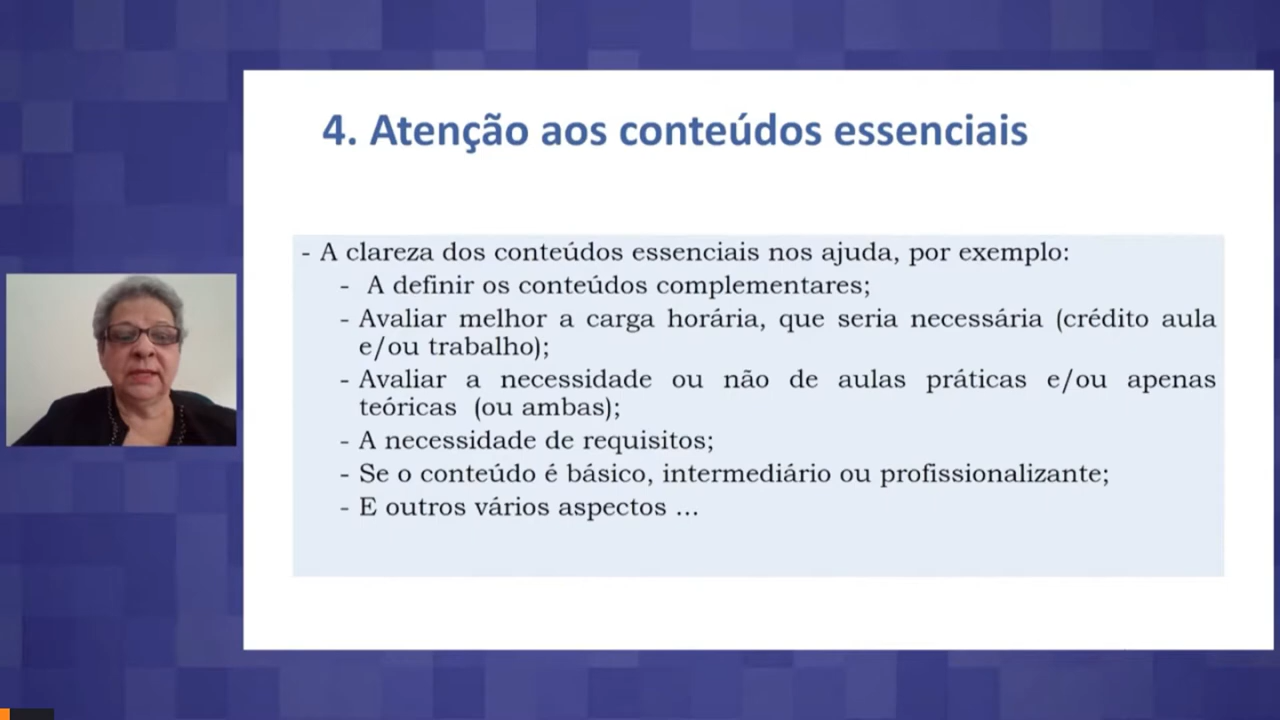 4. Atenção aos conteúdos essenciais
- A clareza dos conteúdos essenciais nos ajuda, por exemplo:
- A definir os conteúdos complementares;
- Avaliar melhor a carga horária, que seria necessária (crédito aula
e/ou trabalho);
- Avaliar a necessidade ou não de aulas práticas e/ou apenas
teóricas (ou ambas);
- A necessidade de requisitos;
- Se o conteúdo é básico, intermediário ou profissionalizante;
- E outros vários aspectos ...